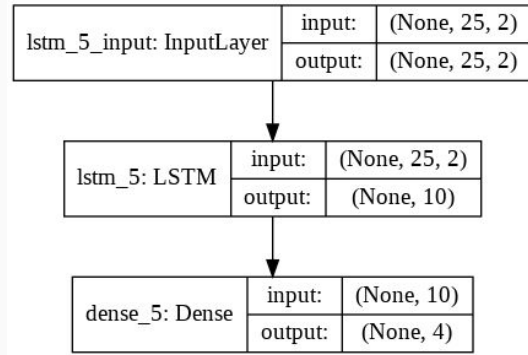 lstm_5_input: InputLayer
input: (None, 25, 2)
output: (None, 25, 2)
lstm_5: LSTM
input: (None, 25, 2)
output: (None, 10)
dense_5: Dense
input: (None, 10)
output: (None, 4)